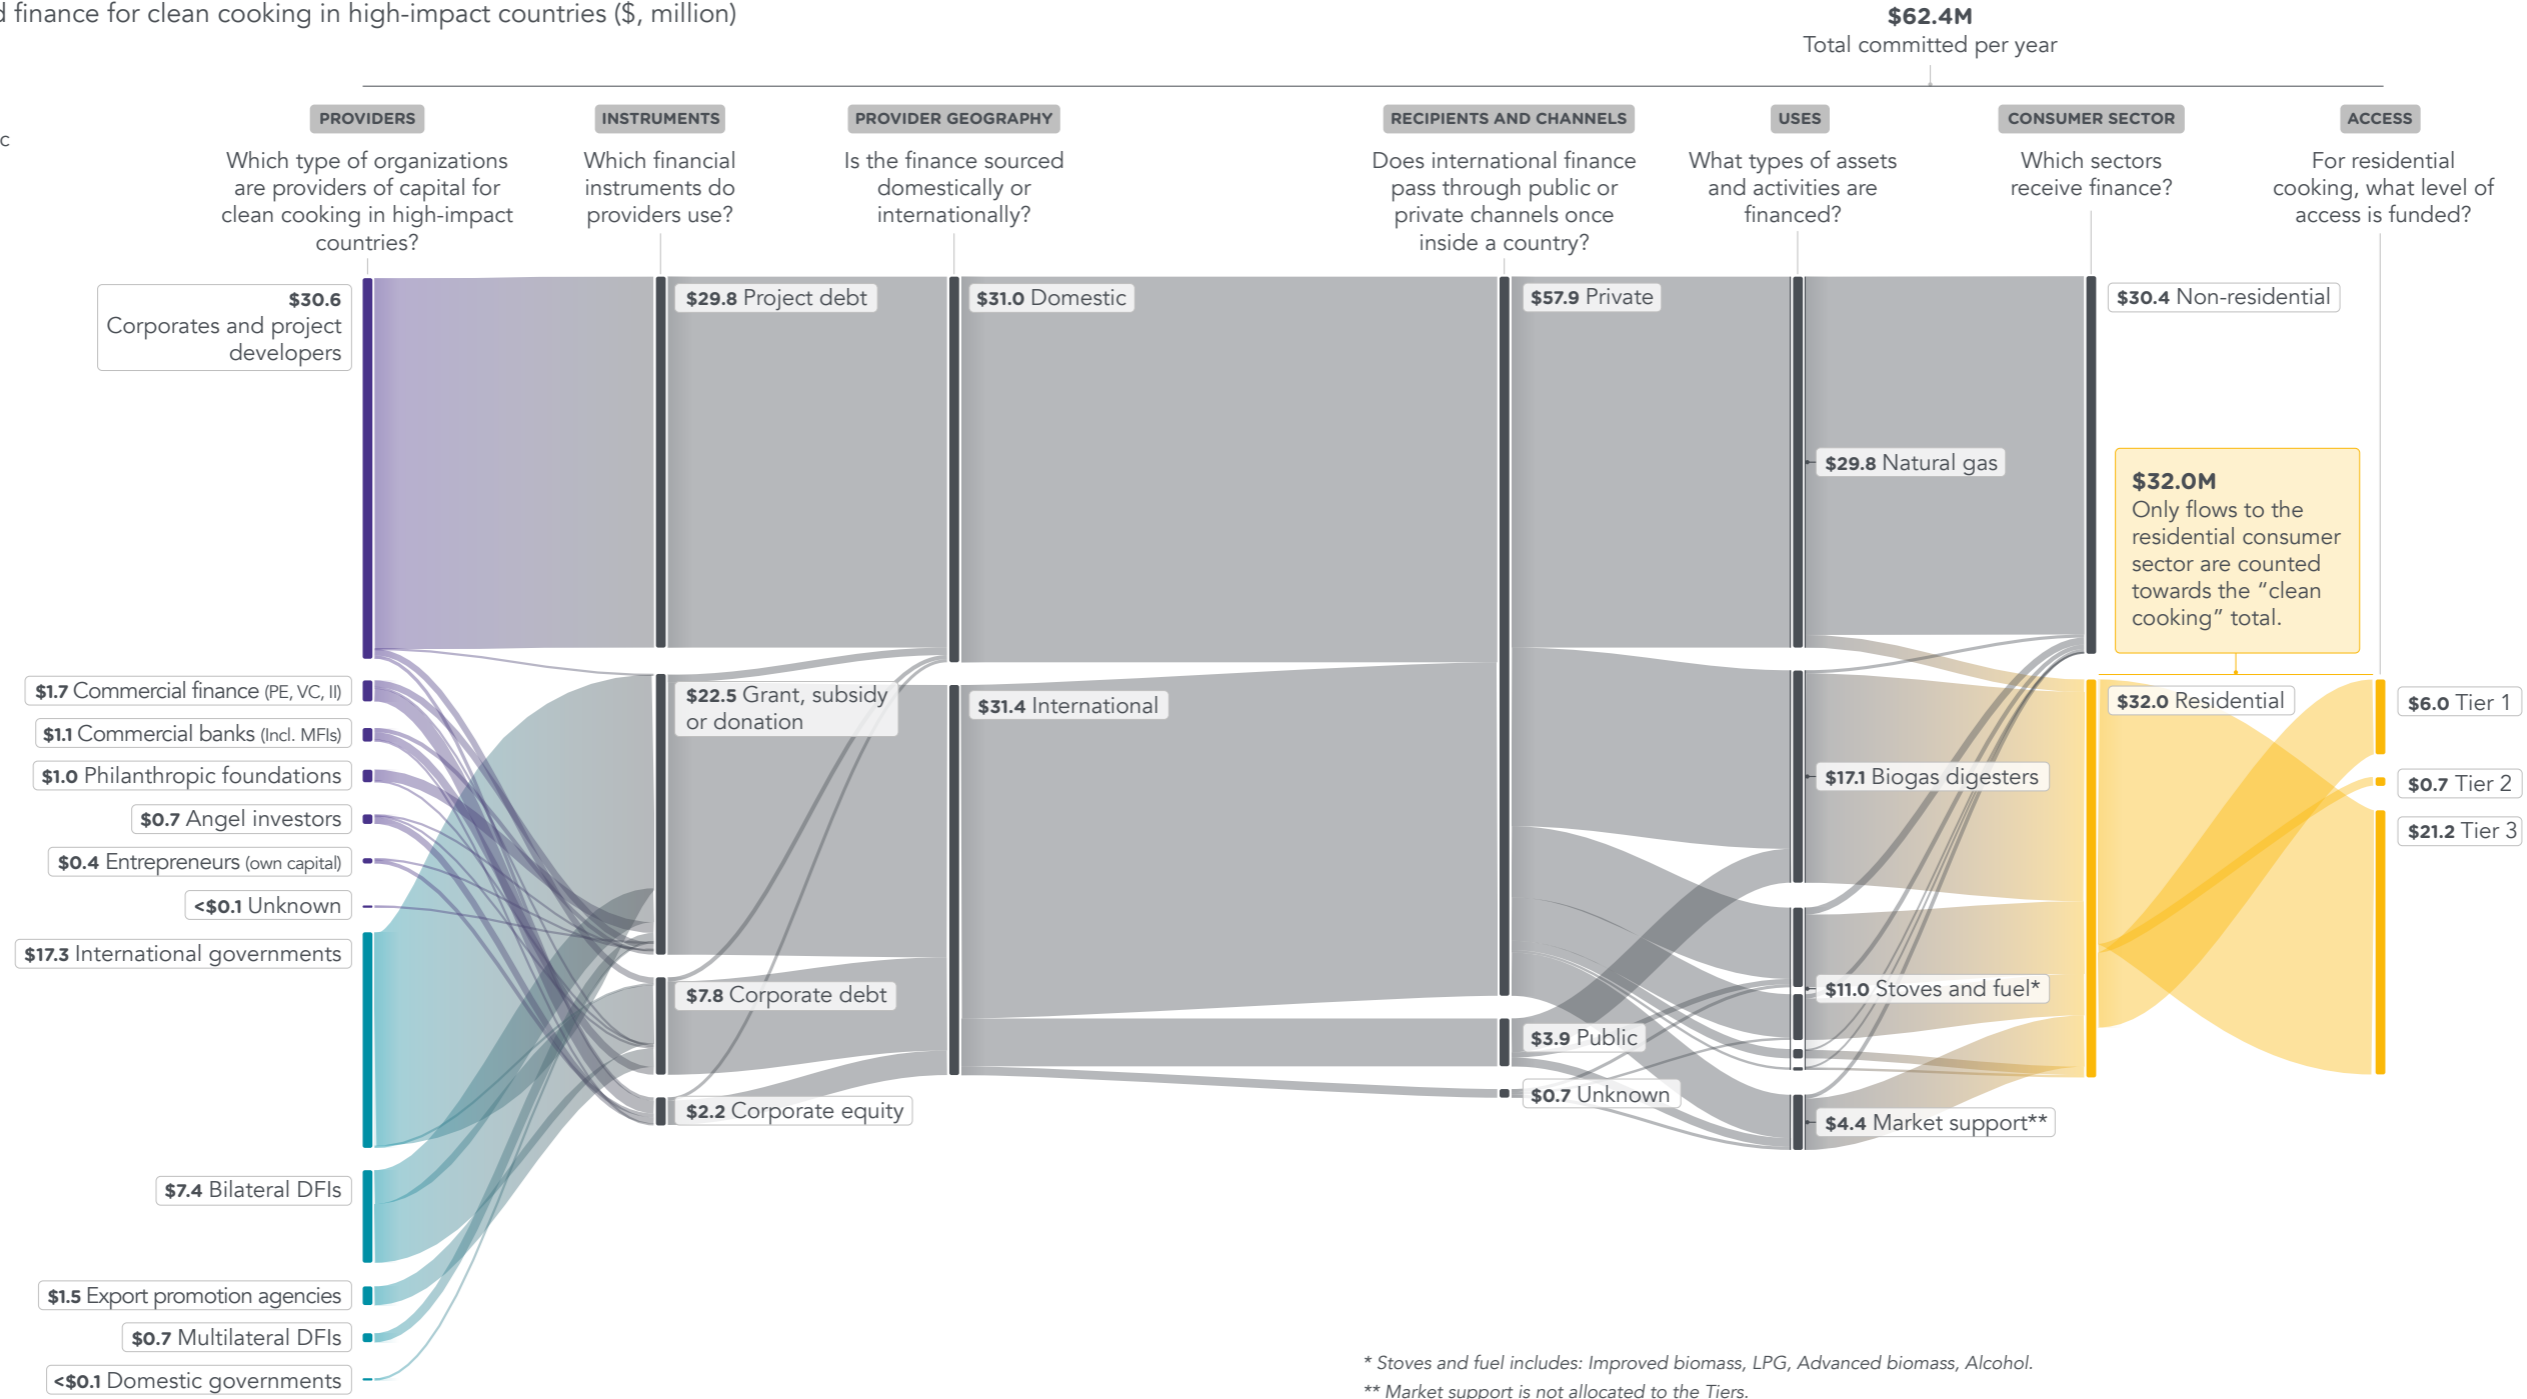 finance for clean cooking in high-impact countries ($, million)
$62.4M
Total committed per year
c
PROVIDERS
Which type of organizations
are providers of capital for
clean cooking in high-impact
countries?
INSTRUMENTS
Which financial
instruments do
providers use?
PROVIDER GEOGRAPHY
Is the finance sourced
domestically or
internationally?
RECIPIENTS AND CHANNELS
Does international finance
pass through public or
private channels once
inside a country?
USES
What types of assets
and activities are
financed?
CONSUMER SECTOR
Which sectors
receive finance?
ACCESS
For residential
cooking, what level of
access is funded?
$30.6
Corporates and project
developers
$1.7 Commercial finance (PE, VC, II)
$1.1 Commercial banks (Incl. MFIs)
$1.0 Philanthropic foundations
$0.7 Angel investors
$0.4 Entrepreneurs (own capital)
<$0.1 Unknown
$17.3 International governments
$7.4 Bilateral DFIs
$1.5 Export promotion agencies
$0.7 Multilateral DFIs
<$0.1 Domestic governments
$29.8 Project debt
$22.5 Grant, subsidy
or donation
$7.8 Corporate debt
$2.2 Corporate equity
$31.0 Domestic
$31.4 International
$57.9 Private
$3.9 Public
$0.7 Unknown
$29.8 Natural gas
$17.1 Biogas digesters
$11.0 Stoves and fuel*
$4.4 Market support**
$30.4 Non-residential
$32.0M
Only flows to the
residential consumer
sector are counted
towards the "clean
cooking" total.
$32.0 Residential
$6.0 Tier 1
$0.7 Tier 2
$21.2 Tier 3
* Stoves and fuel includes: Improved biomass, LPG, Advanced biomass, Alcohol.
** Market support is not allocated to the Tiers.